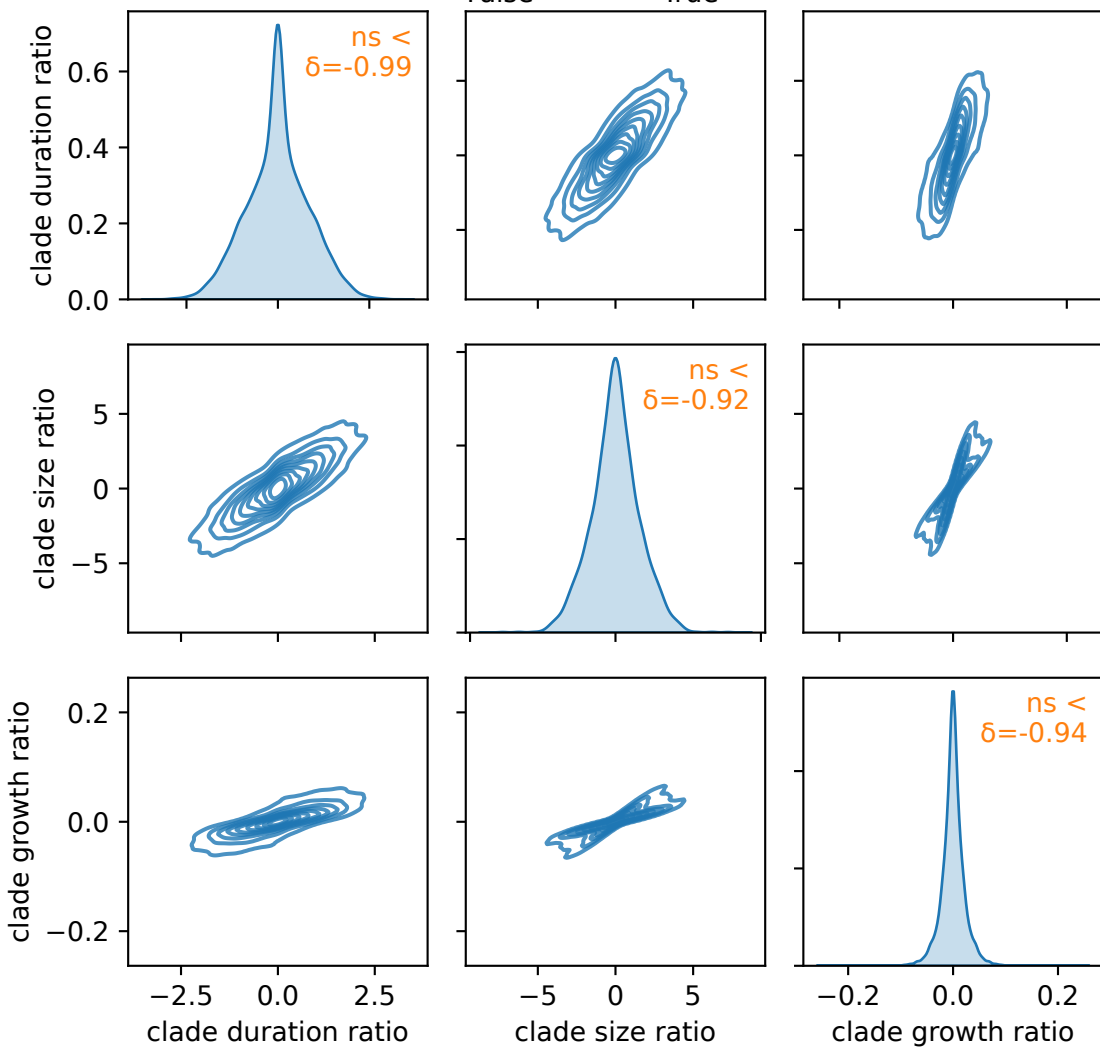 clade duration ratio
0.6
0.4
0.2
0.0
ns <
δ=-0.99
clade size ratio
5
0
−5
ns <
δ=-0.92
clade growth ratio
0.2
0.0
−0.2
ns <
δ=-0.94
−2.5 0.0 2.5
−5 0 5
−0.2 0.0 0.2
clade duration ratio
clade size ratio
clade growth ratio